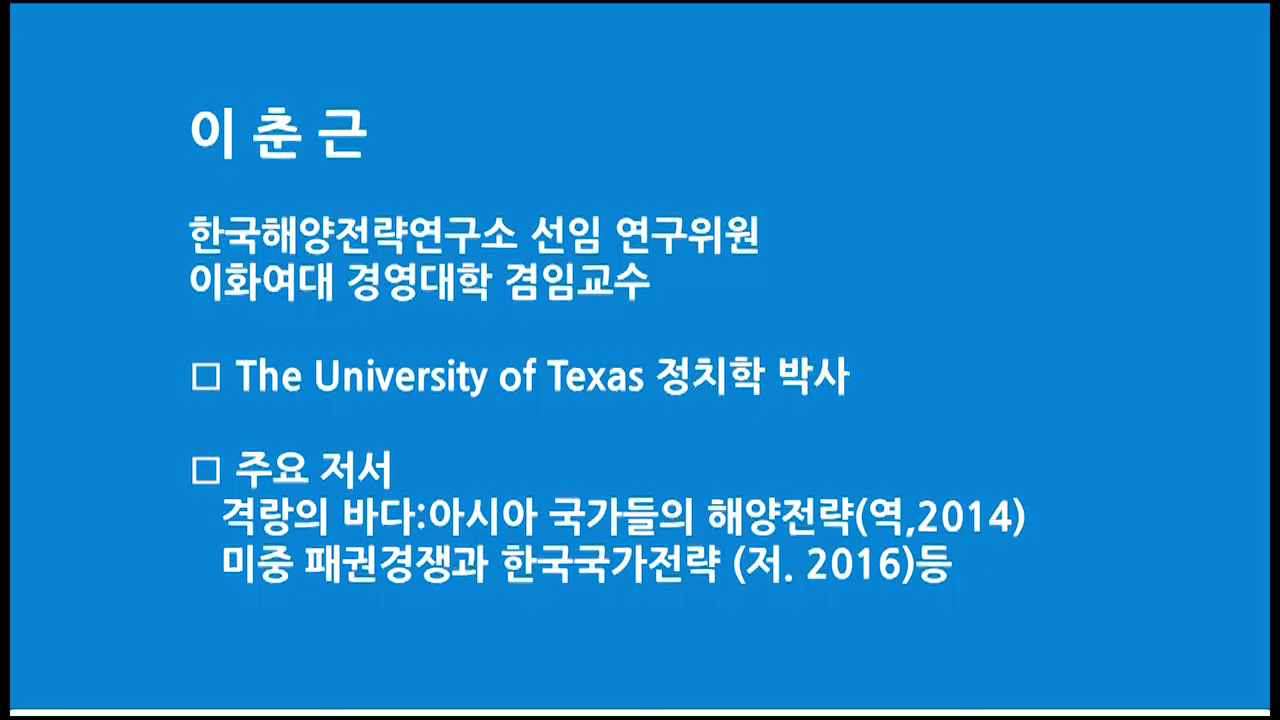 이 춘 근
한국해양전략연구소 선임 연구위원
이화여대 경영대학 겸임교수
□ The University of Texas 정치학 박사
□ 주요 저서
격랑의 바다:아시아 국가들의 해양전략(역,2014)
미중 패권경쟁과 한국국가전략 (저. 2016)등